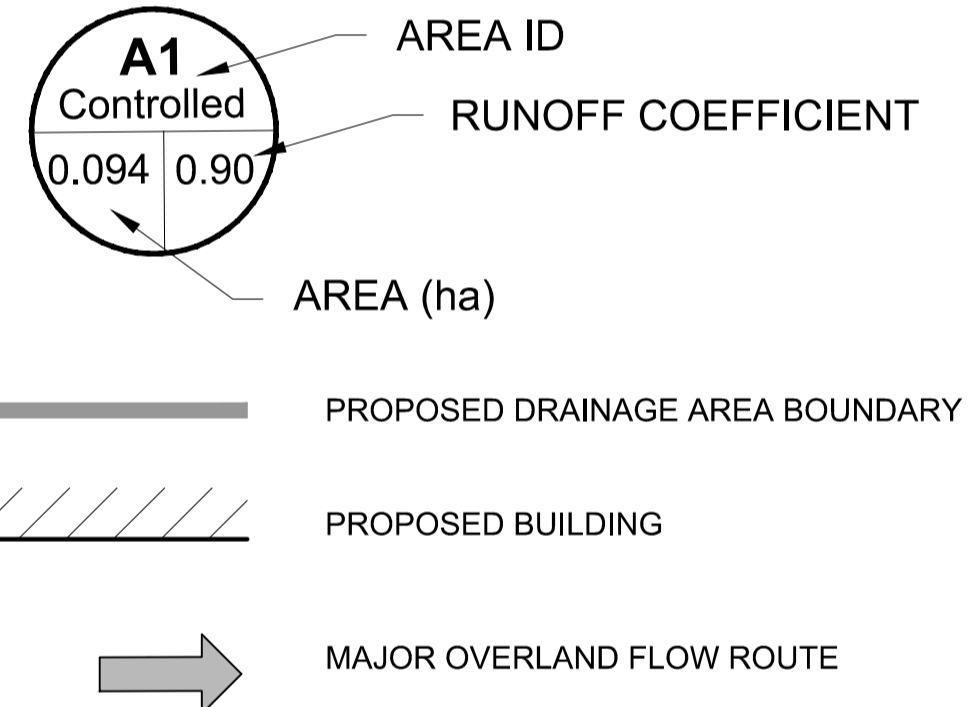 A1
Controlled
0.094 0.90
AREA ID
RUNOFF COEFFICIENT
AREA (ha)
PROPOSED DRAINAGE AREA BOUNDARY
PROPOSED BUILDING
MAJOR OVERLAND FLOW ROUTE